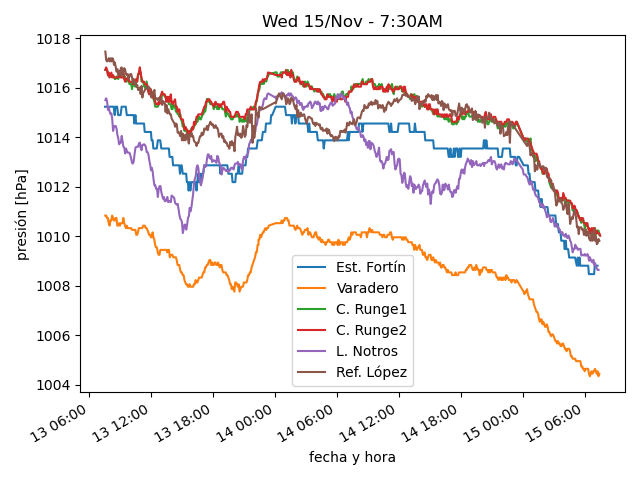 Wed 15/Nov - 7:30AM
presión [hPa]
1018
1016
1014
1012
1010
1008
1006
1004
Est. Fortín
Varadero
C. Runge1
C. Runge2
L. Notros
Ref. López
13 06:00
13 12:00
13 18:00
14 00:00
14 06:00
14 12:00
14 18:00
15 00:00
15 06:00
fecha y hora